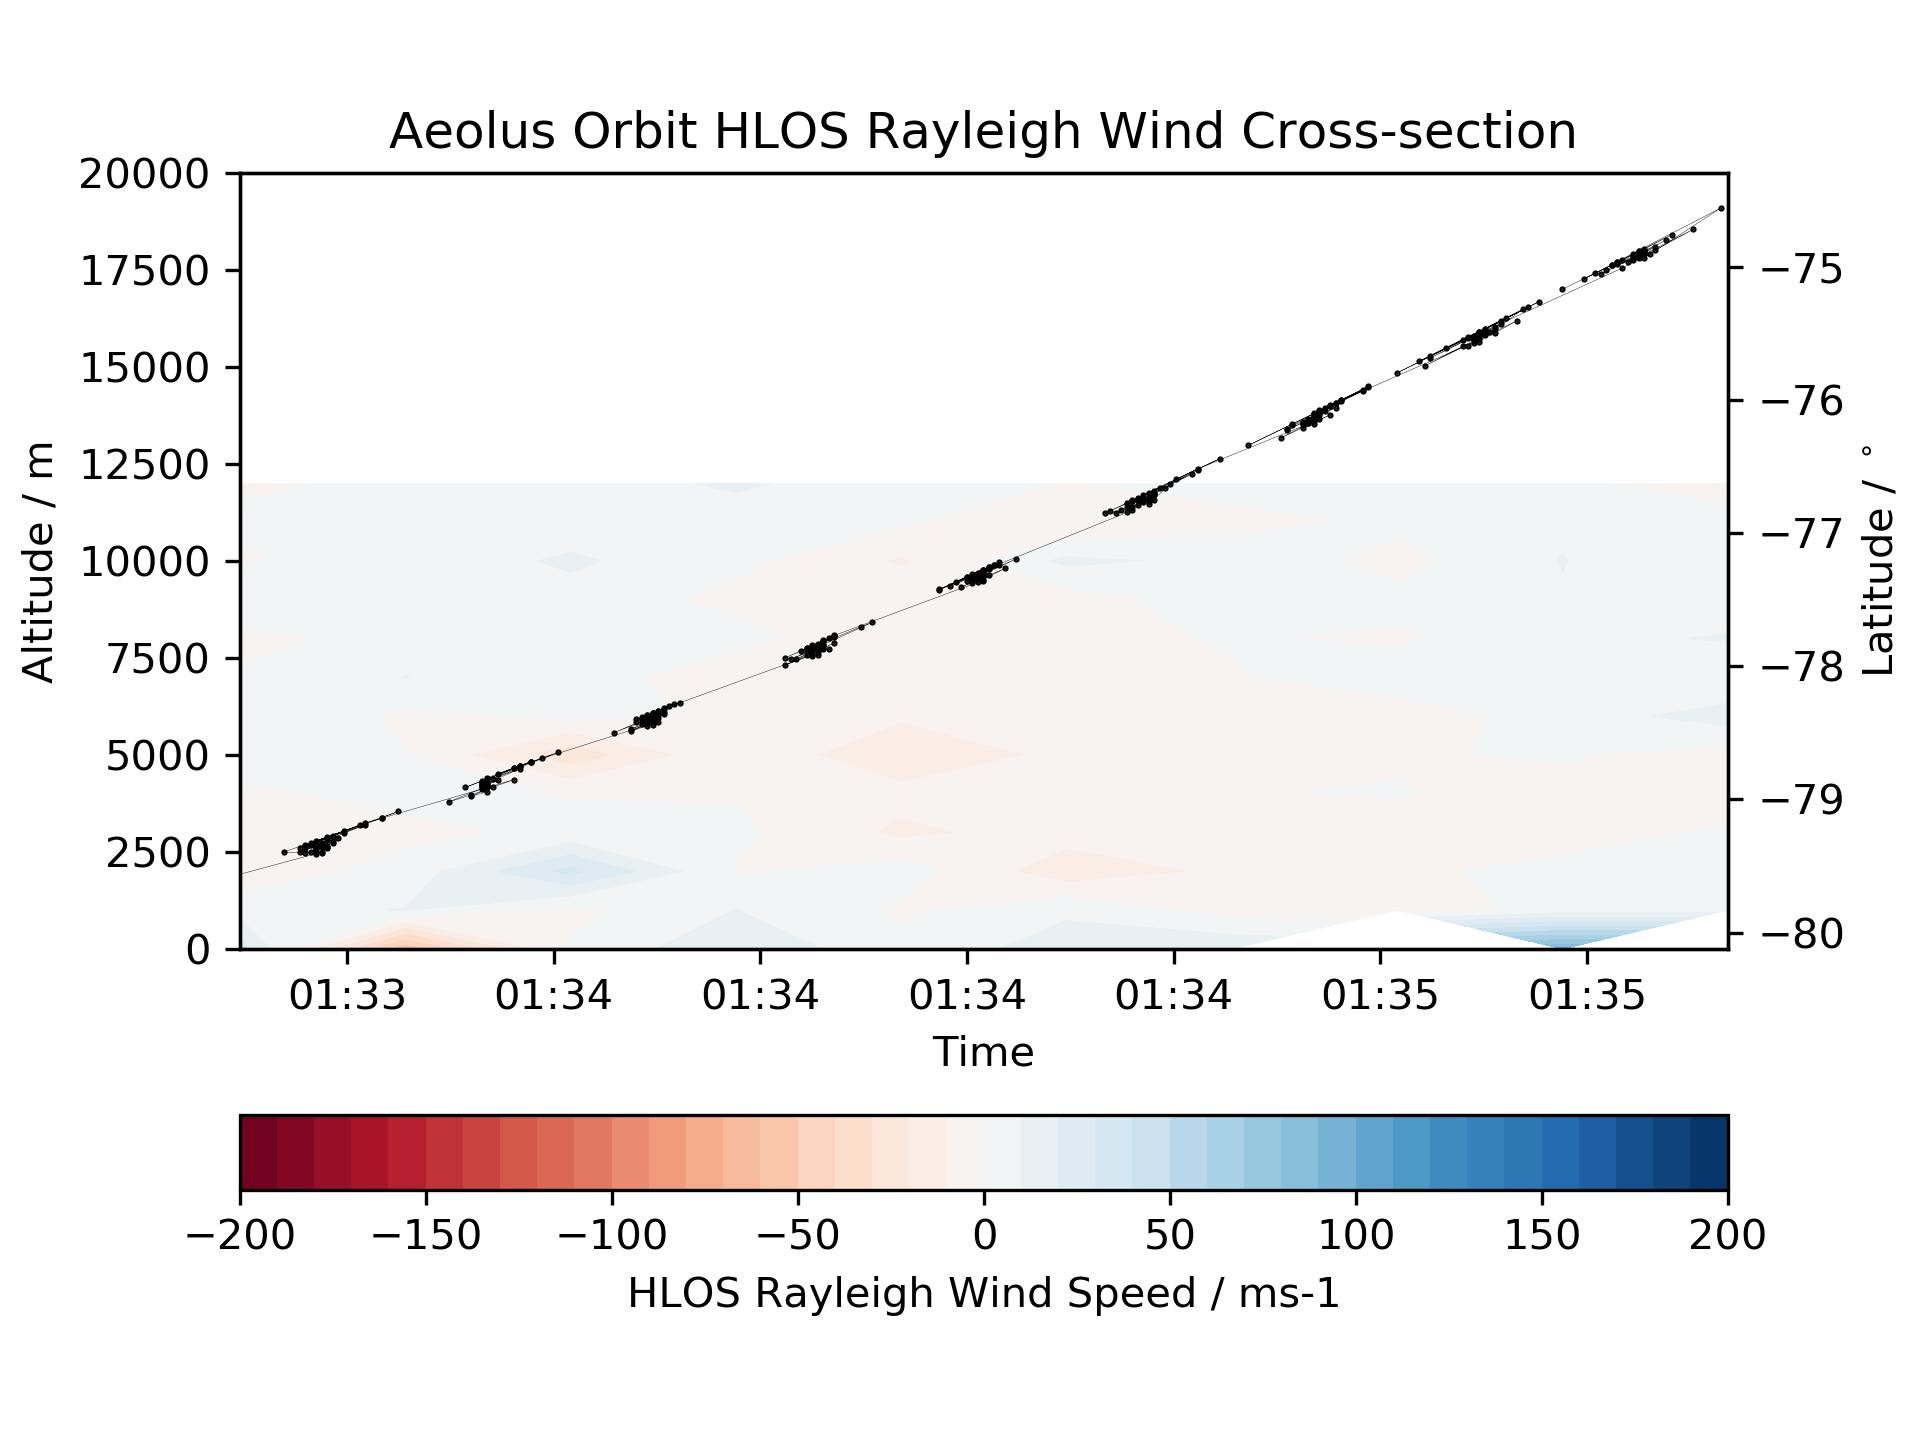 Aeolus Orbit HLOS Rayleigh Wind Cross-section
20000
17500
15000
12500
10000
7500
5000
2500
0
Altitude / m
−75
−76
−77
−78
−79
−80
Latitude / °
01:33 01:34 01:34 01:34 01:34 01:35 01:35
Time
−200 −150 −100 −50 0 50 100 150 200
HLOS Rayleigh Wind Speed / ms-1